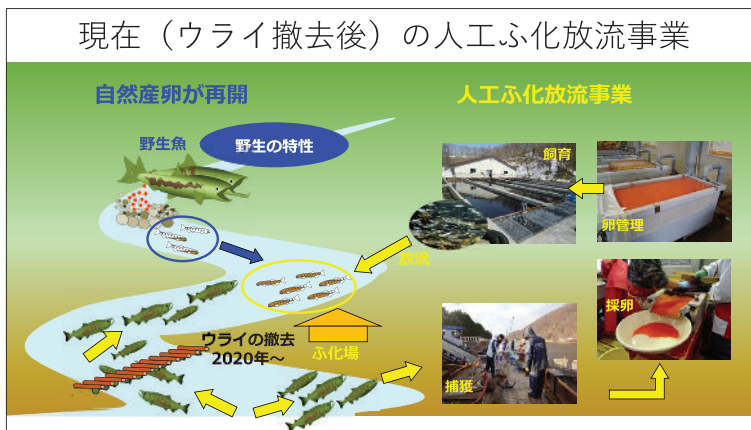 現在（ウライ撤去後）の人工ふ化放流事業
自然産卵が再開
人工ふ化放流事業
野生魚
野生の特性
飼育
卵管理
放流
採卵
ウライの撤去
2020年～
ふ化場
捕獲